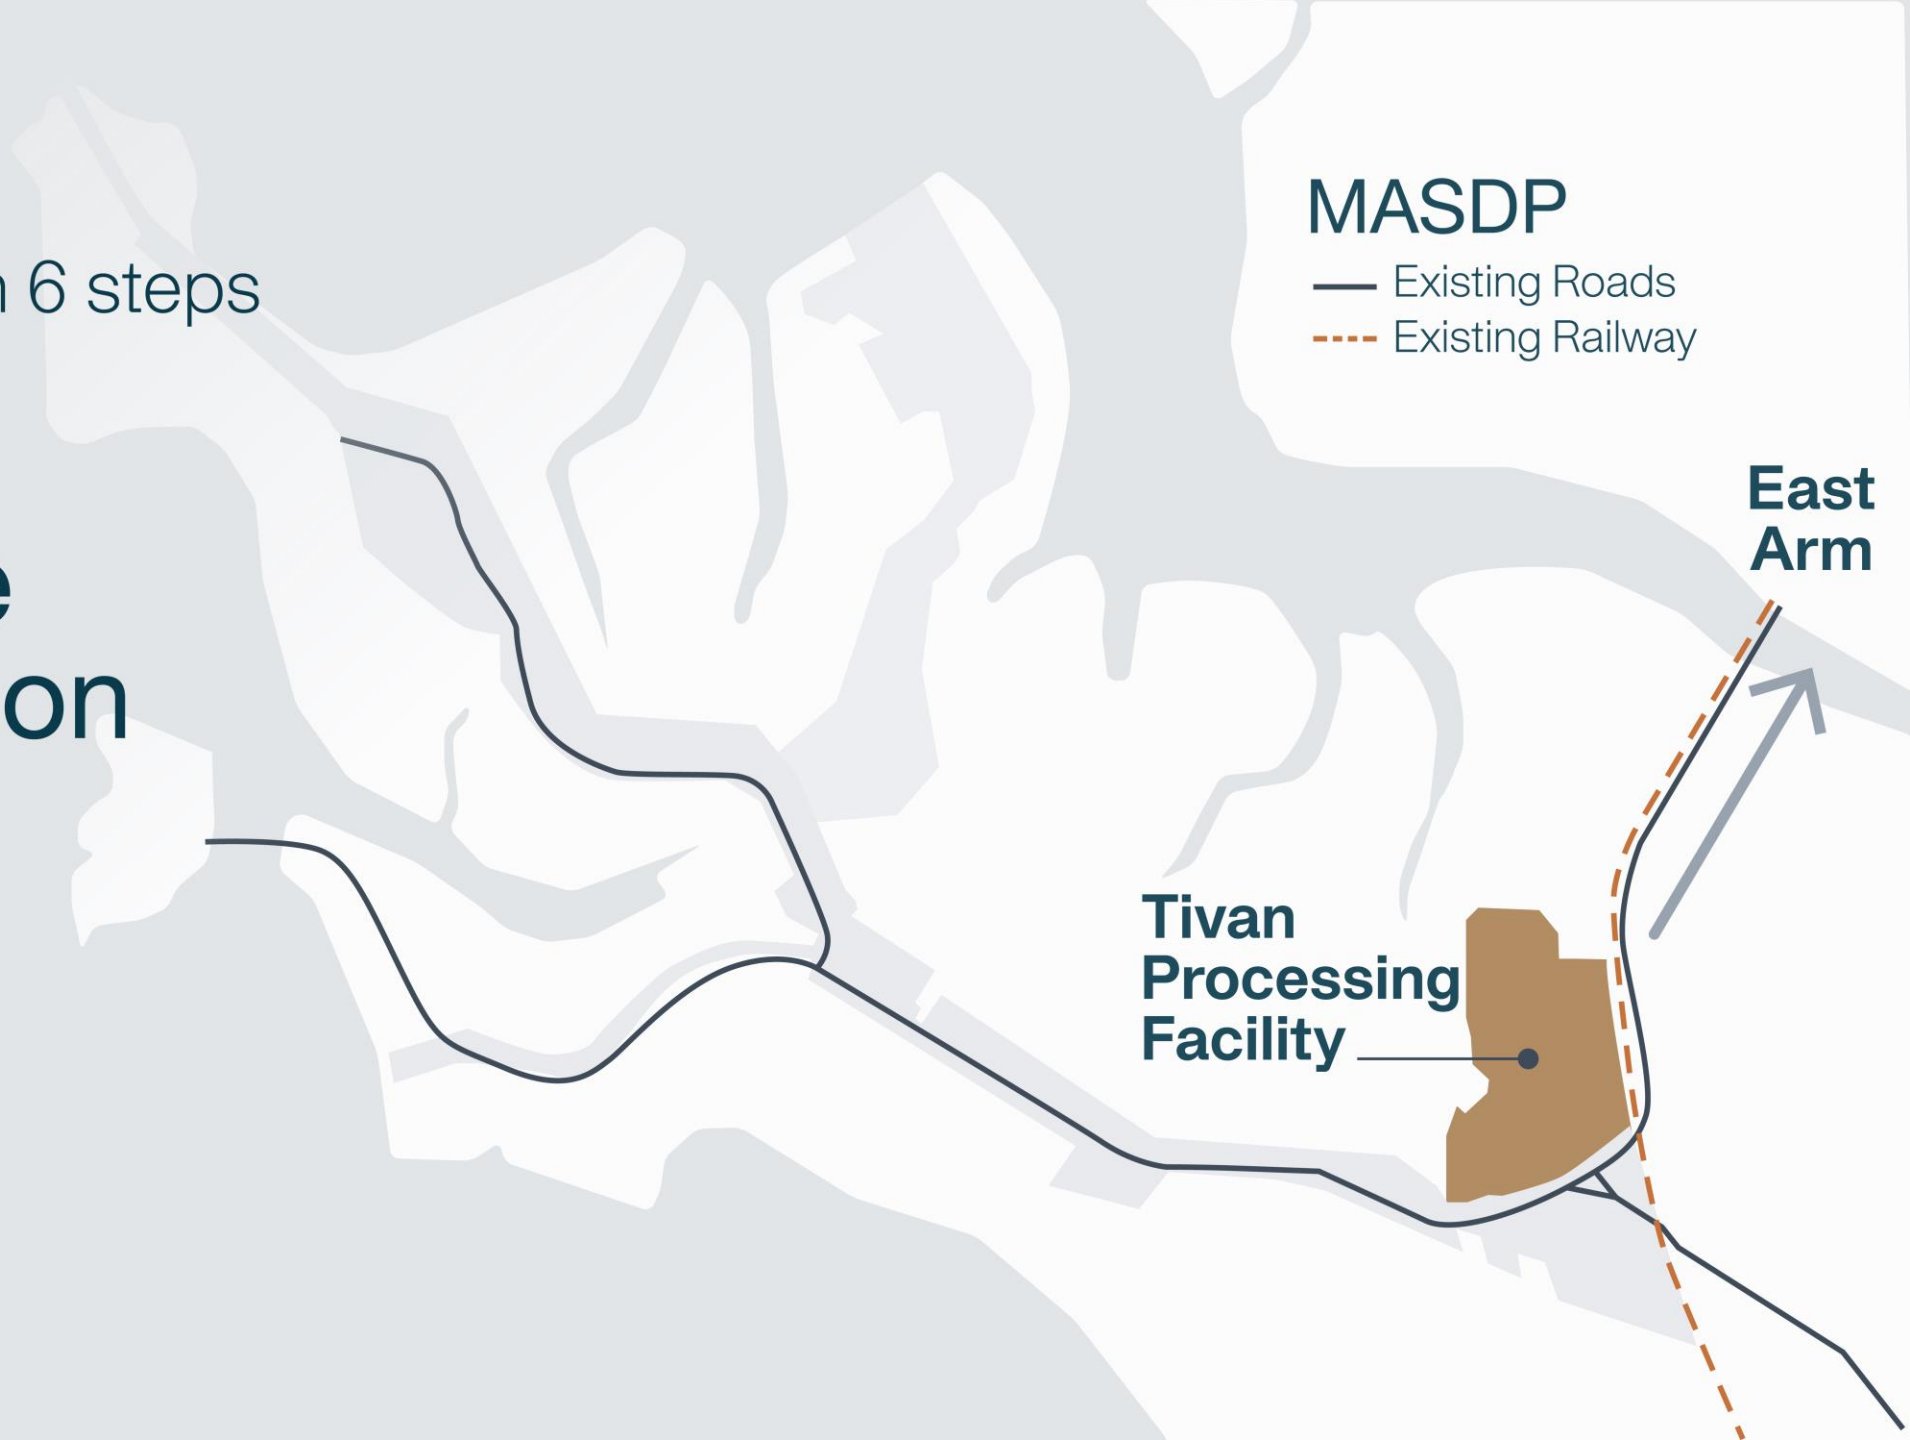 6 steps
on
MASDP
Existing Roads
Existing Railway
East
Arm
Tivan
Processing
Facility